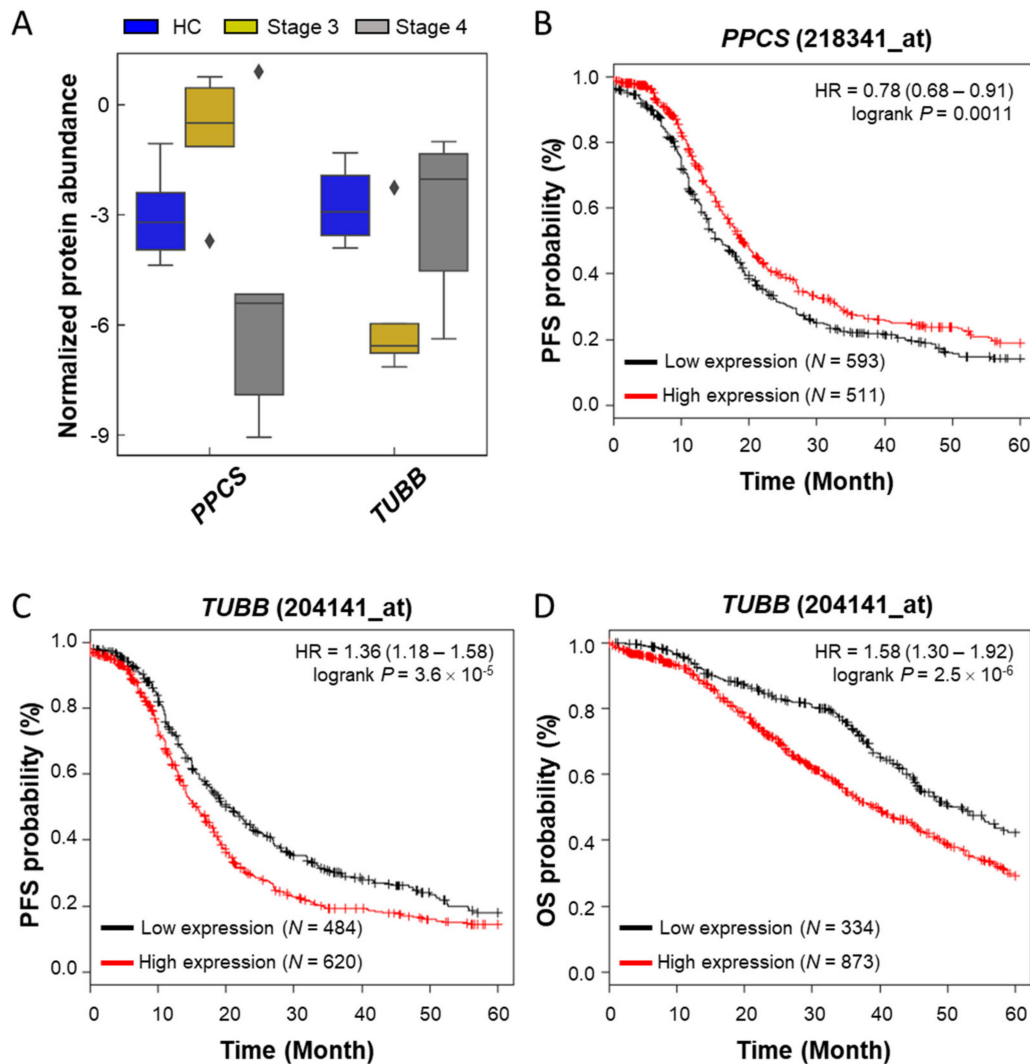 A
HC
Stage 3
Stage 4
Normalized protein abundance
0
-3
-6
-9
PPCS
TUBB
B
PPCS (218341_at)
HR = 0.78 (0.68 – 0.91)
logrank P = 0.0011
PFS probability (%)
1.0
0.8
0.6
0.4
0.2
0.0
Low expression (N = 593)
High expression (N = 511)
0 10 20 30 40 50 60
Time (Month)
C
TUBB (204141_at)
HR = 1.36 (1.18 – 1.58)
logrank P = 3.6 × 10-5
PFS probability (%)
1.0
0.8
0.6
0.4
0.2
0.0
Low expression (N = 484)
High expression (N = 620)
0 10 20 30 40 50 60
Time (Month)
D
TUBB (204141_at)
HR = 1.58 (1.30 – 1.92)
logrank P = 2.5 × 10-6
OS probability (%)
1.0
0.8
0.6
0.4
0.2
0.0
Low expression (N = 334)
High expression (N = 873)
0 10 20 30 40 50 60
Time (Month)